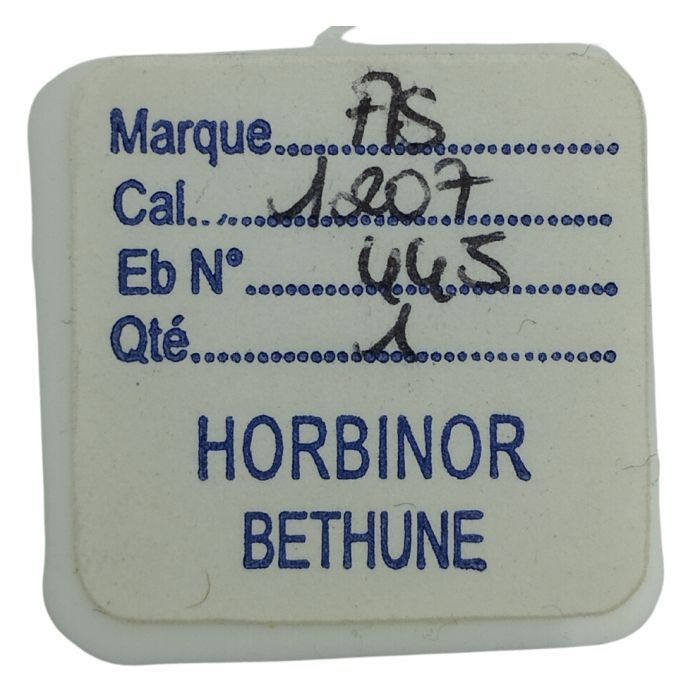 Marque AS
Cal. 1207
Eb N° 445
Qté 1
HORBINOR
BETHUNE